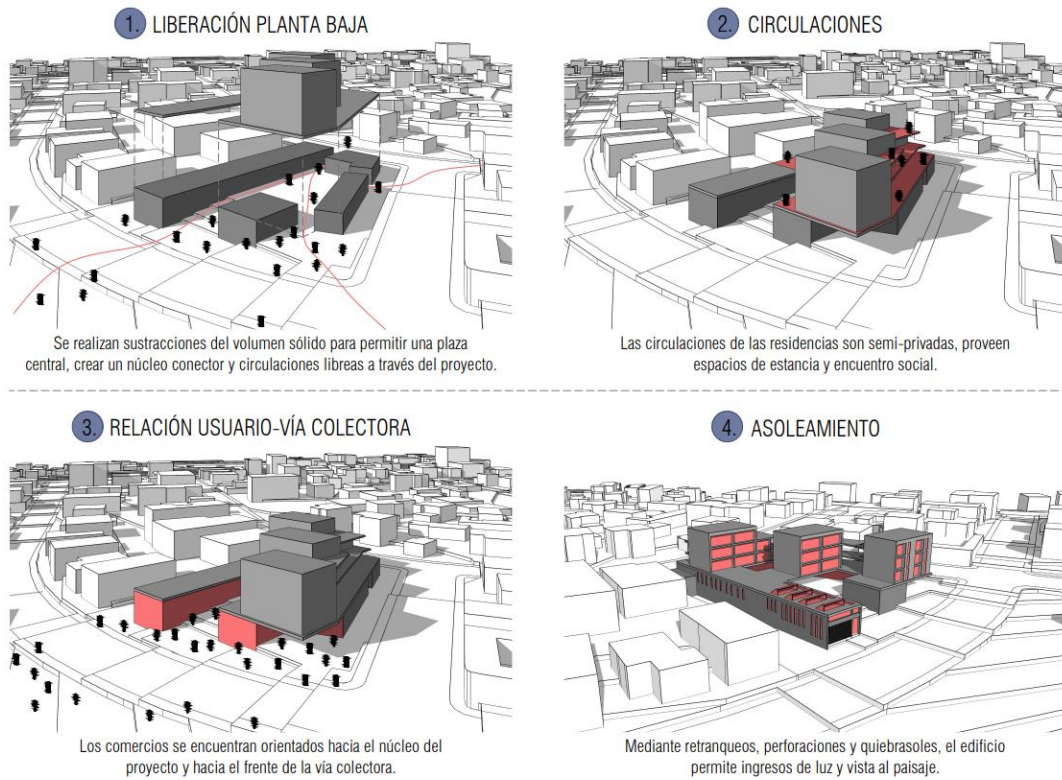 1. LIBERACIÓN PLANTA BAJA
Se realizan sustracciones del volumen sólido para permitir una plaza
central, crear un núcleo conector y circulaciones libreas a través del proyecto.
2. CIRCULACIONES
Las circulaciones de las residencias son semi-privadas, proveen
espacios de estancia y encuentro social.
3. RELACIÓN USUARIO-VÍA COLECTORA
Los comercios se encuentran orientados hacia el núcleo del
proyecto y hacia el frente de la vía colectora.
4. ASOLEAMIENTO
Mediante retranqueos, perforaciones y quiebrasoles, el edificio
permite ingresos de luz y vista al paisaje.